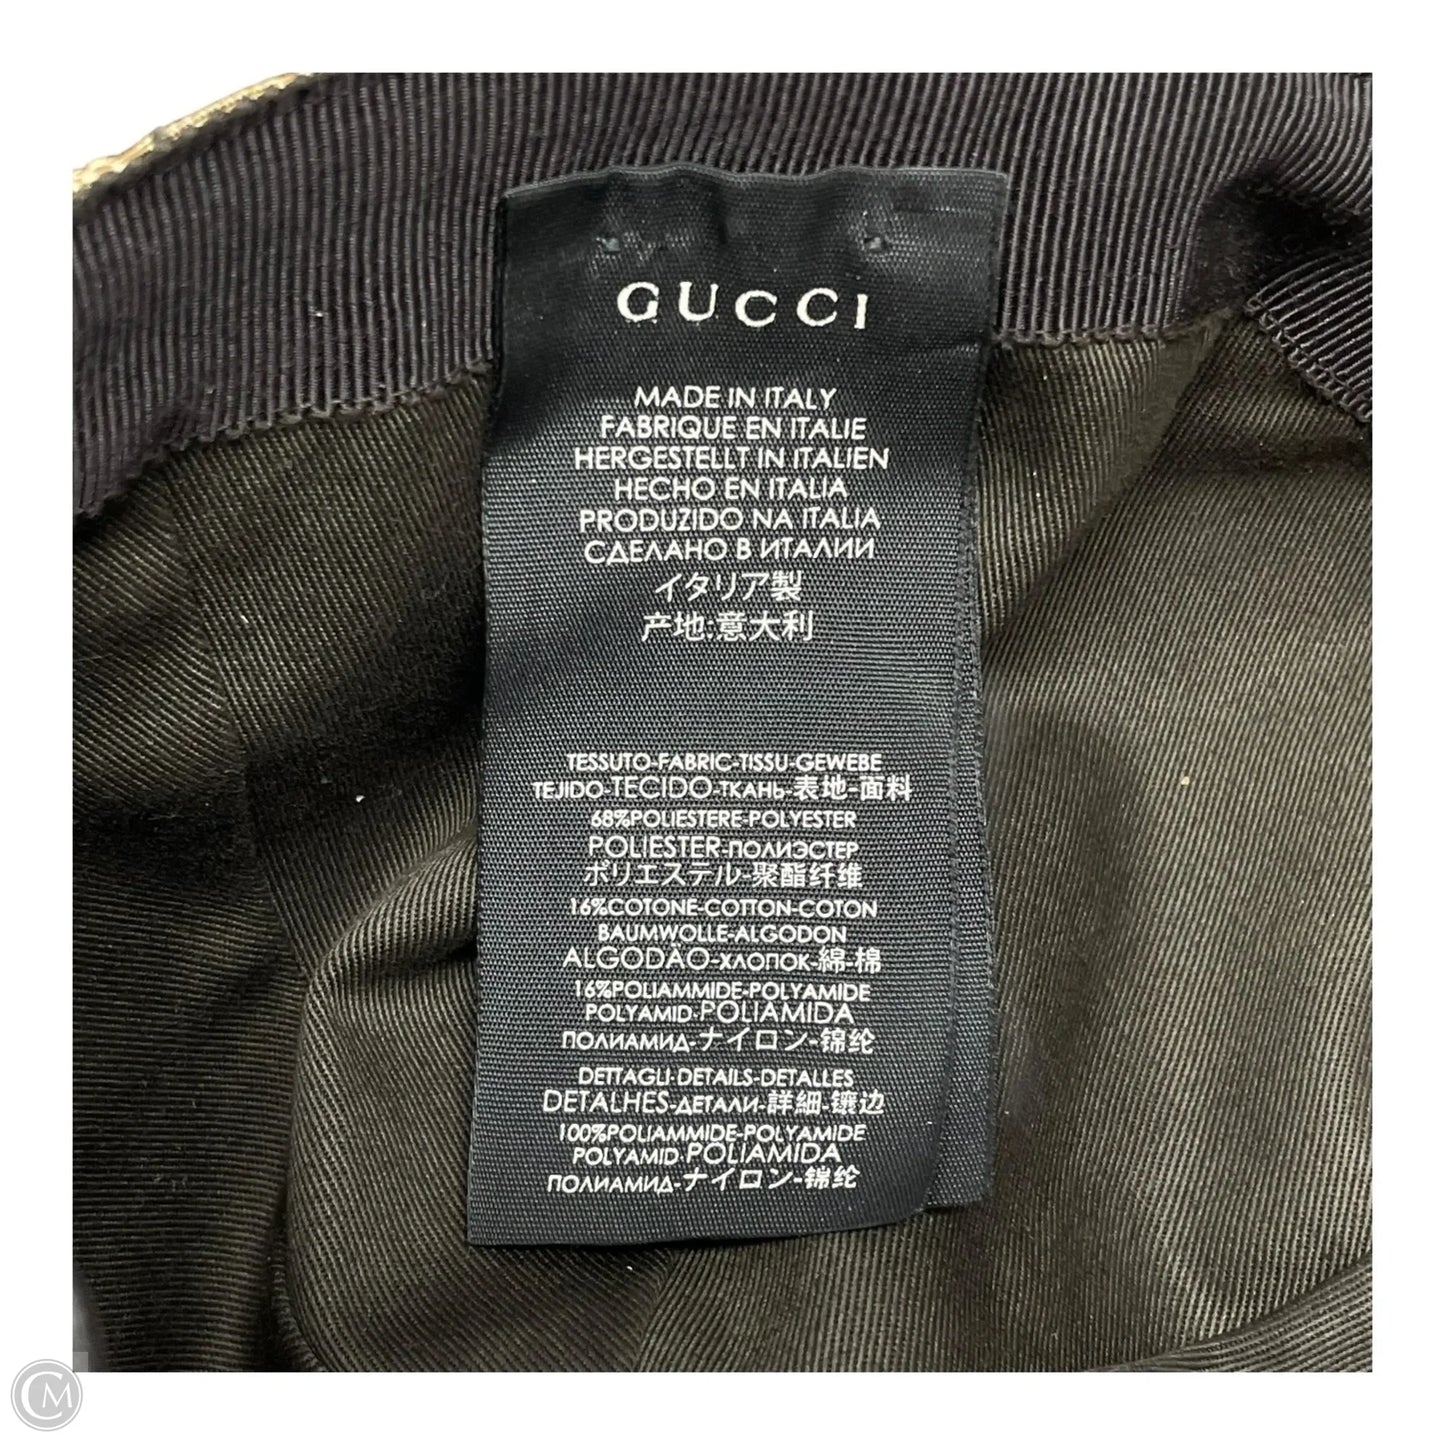 GUCCI
MADE IN ITALY
FABRIQUE EN ITALIE
HERGESTELLT IN ITALIEN
HECHO EN ITALIA
PRODUZIDO NA ITALIA
СДЕЛАНО В ИТАЛИИ
イタリア製
产地:意大利
TESSUTO-FABRIC-TISSU-GEWEBE
TEJIDO-TECIDO-ТКАНЬ-表地-面料
68%POLIESTERE-POLYESTER
POLIESTER-ПОЛИЭСТЕР
ポリエステル-聚酯纤维
16%COTONE-COTTON-COTON
BAUMWOLLE-ALGODON
ALGODÃO-ХЛОПОК-綿-棉
16%POLIAMMIDE-POLYAMIDE
POLYAMID-POLIAMIDA
ПОЛИАМИД-ナイロン-锦纶
DETTAGLI-DETAILS-DETALLES
DETALHES-ДЕТАЛИ-詳細-镶边
100%POLIAMMIDE-POLYAMIDE
POLYAMID-POLIAMIDA
ПОЛИАМИД-ナイロン-锦纶
CM